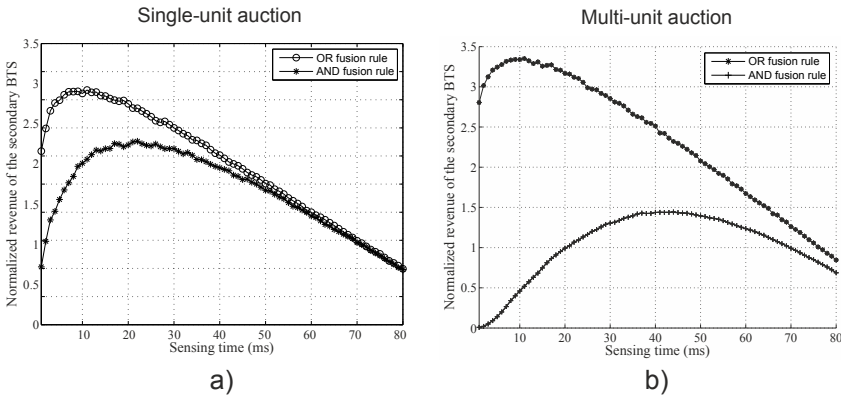 Single-unit auction
Normalized revenue of the secondary BTS
3.5
3
2.5
2
1.5
1
0.5
0
10
20
30
40
50
60
70
80
Sensing time (ms)
OR fusion rule
AND fusion rule
a)
Multi-unit auction
Normalized revenue of the secondary BTS
3.5
3
2.5
2
1.5
1
0.5
0
10
20
30
40
50
60
70
80
Sensing time (ms)
OR fusion rule
AND fusion rule
b)